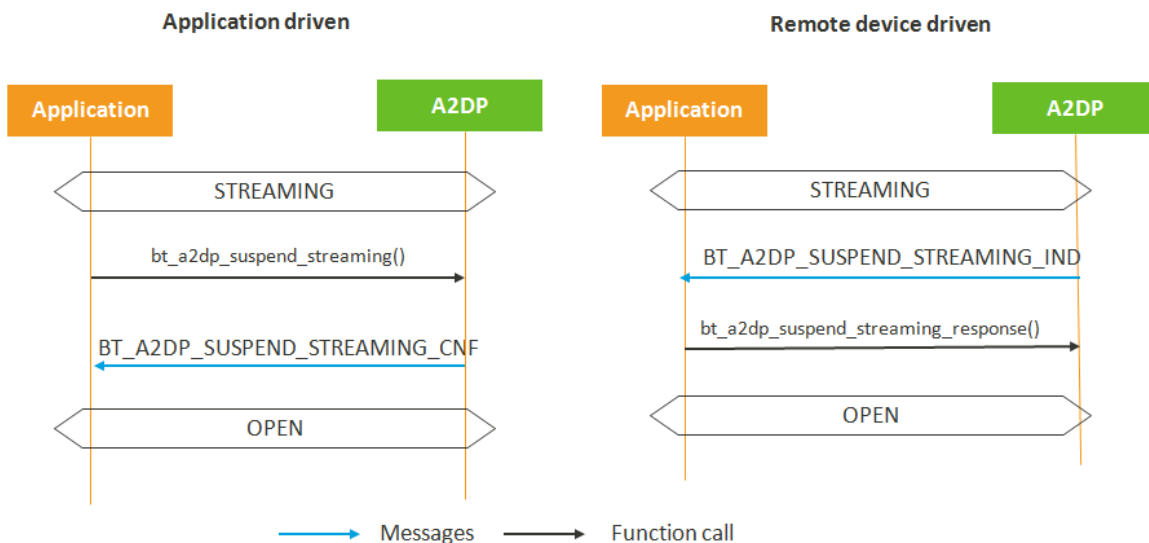 Application driven
Remote device driven
Application
A2DP
Application
A2DP
STREAMING
STREAMING
bt_a2dp_suspend_streaming()
BT_A2DP_SUSPEND_STREAMING_IND
bt_a2dp_suspend_streaming_response()
BT_A2DP_SUSPEND_STREAMING_CNF
OPEN
OPEN
Messages
Function call